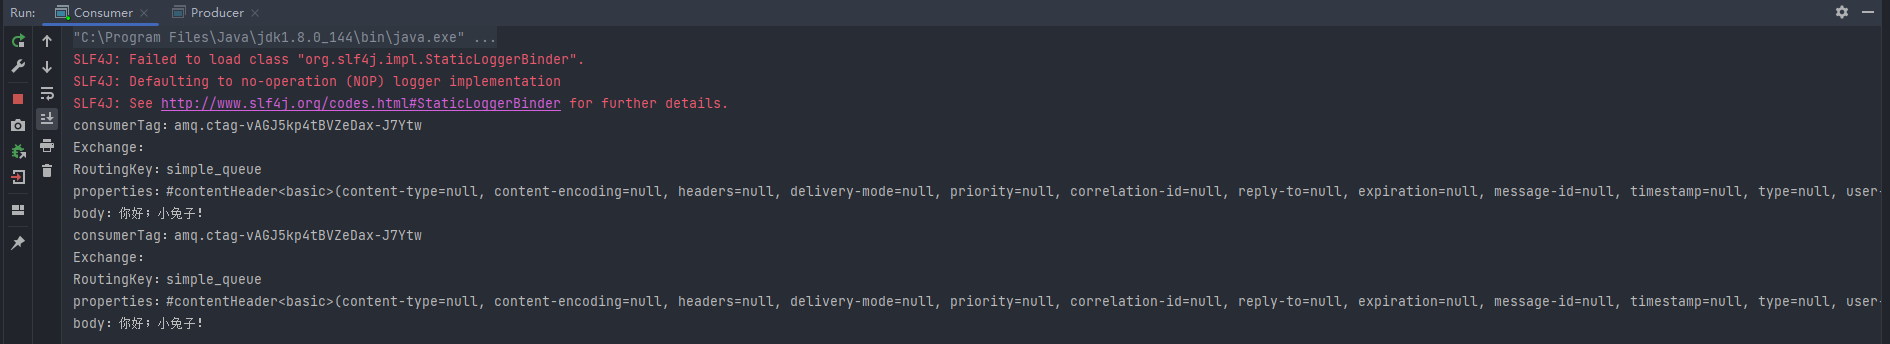 Run: Consumer Producer
"C:\Program Files\Java\jdk1.8.0_144\bin\java.exe" ...
SLF4J: Failed to load class "org.slf4j.impl.StaticLoggerBinder".
SLF4J: Defaulting to no-operation (NOP) logger implementation
SLF4J: See http://www.slf4j.org/codes.html#StaticLoggerBinder for further details.
consumerTag：amq.ctag-vAGJ5kp4tBVZeDax-J7Ytw
Exchange：
RoutingKey：simple_queue
properties：#contentHeader<basic>(content-type=null, content-encoding=null, headers=null, delivery-mode=null, priority=null, correlation-id=null, reply-to=null, expiration=null, message-id=null, timestamp=null, type=null, user-
body：你好；小兔子！
consumerTag：amq.ctag-vAGJ5kp4tBVZeDax-J7Ytw
Exchange：
RoutingKey：simple_queue
properties：#contentHeader<basic>(content-type=null, content-encoding=null, headers=null, delivery-mode=null, priority=null, correlation-id=null, reply-to=null, expiration=null, message-id=null, timestamp=null, type=null, user-
body：你好；小兔子！